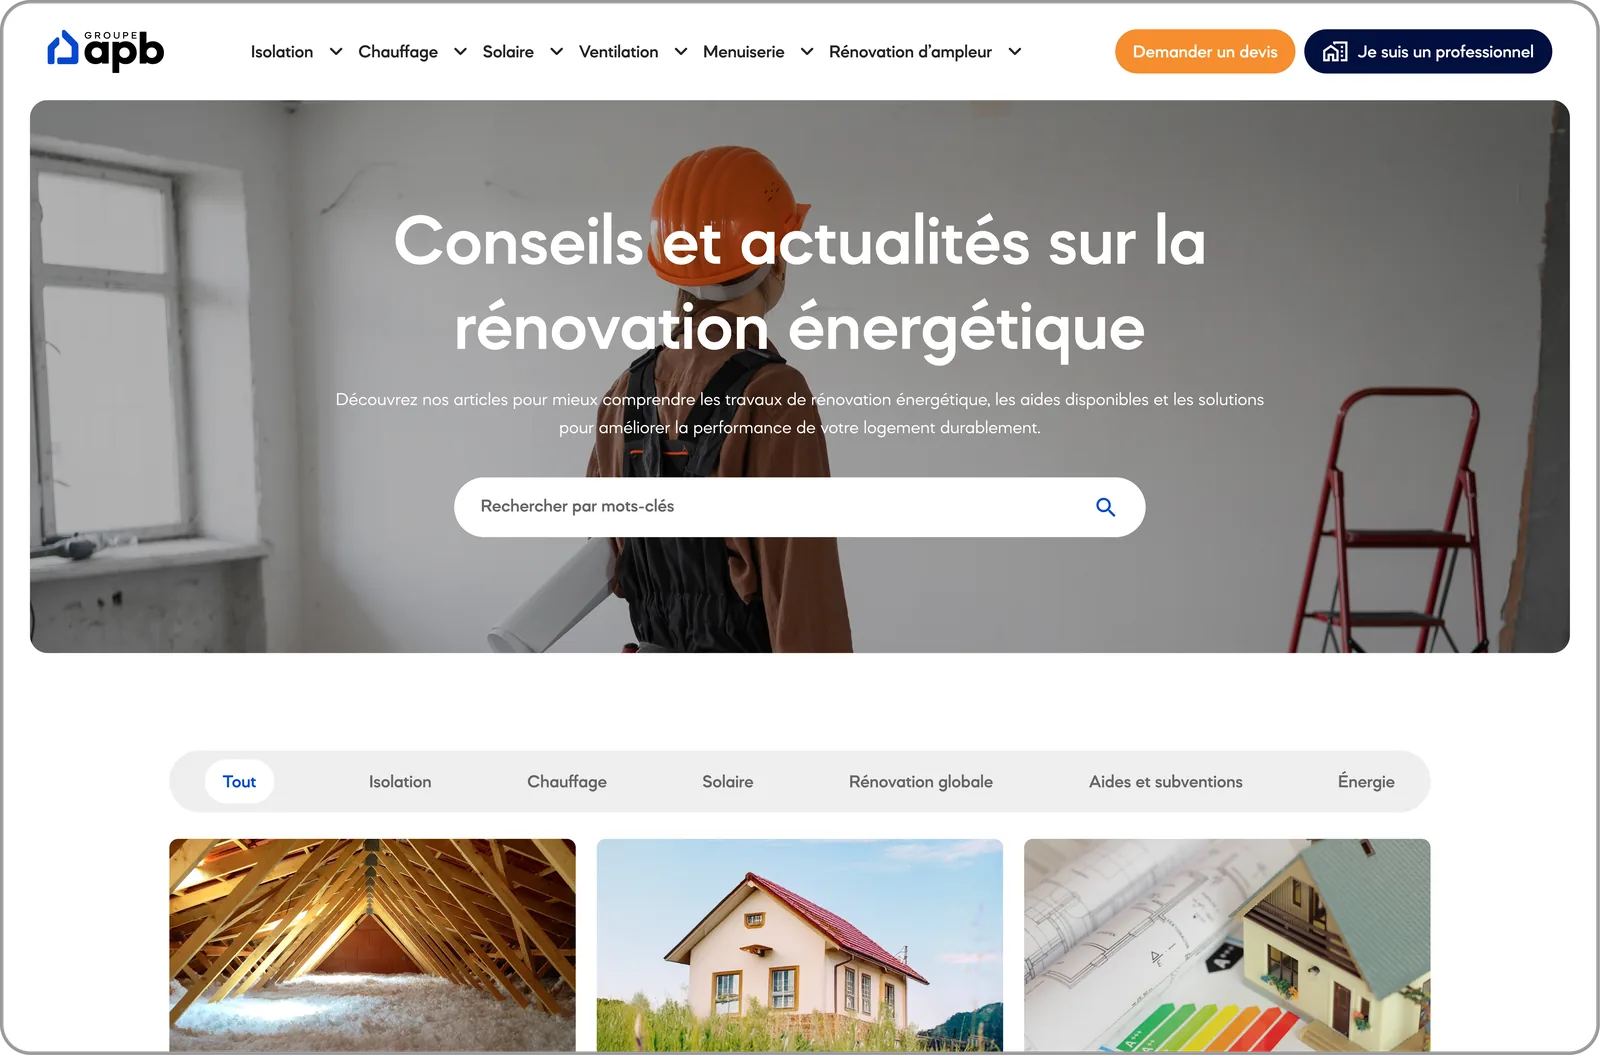 GROUPE
apb
Isolation
Chauffage
Solaire
Ventilation
Menuiserie
Rénovation d’ampleur
Demander un devis
Je suis un professionnel
Conseils et actualités sur la
rénovation énergétique
Découvrez nos articles pour mieux comprendre les travaux de rénovation énergétique, les aides disponibles et les solutions
pour améliorer la performance de votre logement durablement.
Rechercher par mots-clés
Tout
Isolation
Chauffage
Solaire
Rénovation globale
Aides et subventions
Énergie
A++